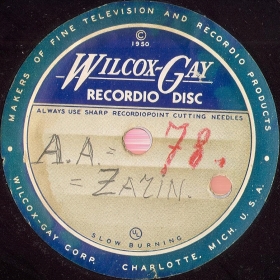 • MAKERS OF FINE TELEVISION AND RECORDIO PRODUCTS •
© 1950
WILCOX-GAY
RECORDIO DISC
ALWAYS USE SHARP RECORDIOPOINT CUTTING NEEDLES
A.A. = 78.
= ZAZIN.
UL
SLOW BURNING
WILCOX-GAY CORP. CHARLOTTE, MICH. U.S.A.